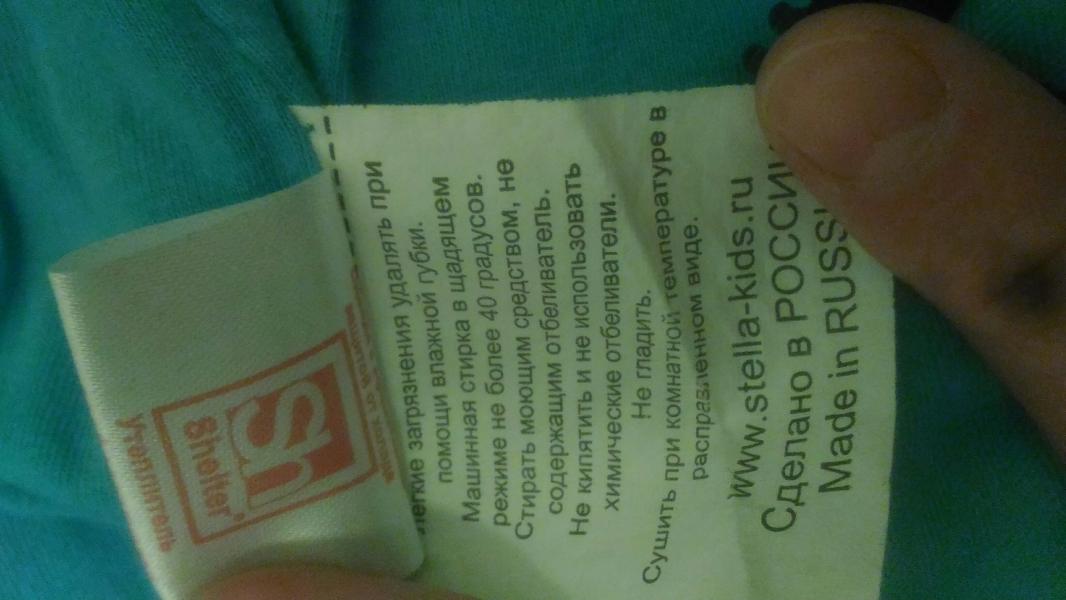 Утеплитель
Shelter®
Sh
Легкие загрязнения удалять при
помощи влажной губки.
Машинная стирка в щадящем
режиме не более 40 градусов.
Стирать моющим средством, не
содержащим отбеливатель.
Не кипятить и не использовать
химические отбеливатели.
Не гладить.
Сушить при комнатной температуре в
расправленном виде.
www.stella-kids.ru
Сделано в РОССИИ
Made in